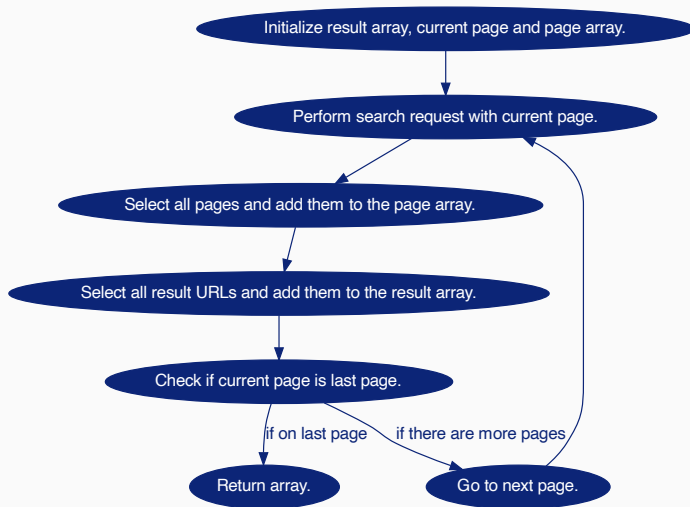 Initialize result array, current page and page array.
Perform search request with current page.
Select all pages and add them to the page array.
Select all result URLs and add them to the result array.
Check if current page is last page.
if on last page
if there are more pages
Return array.
Go to next page.